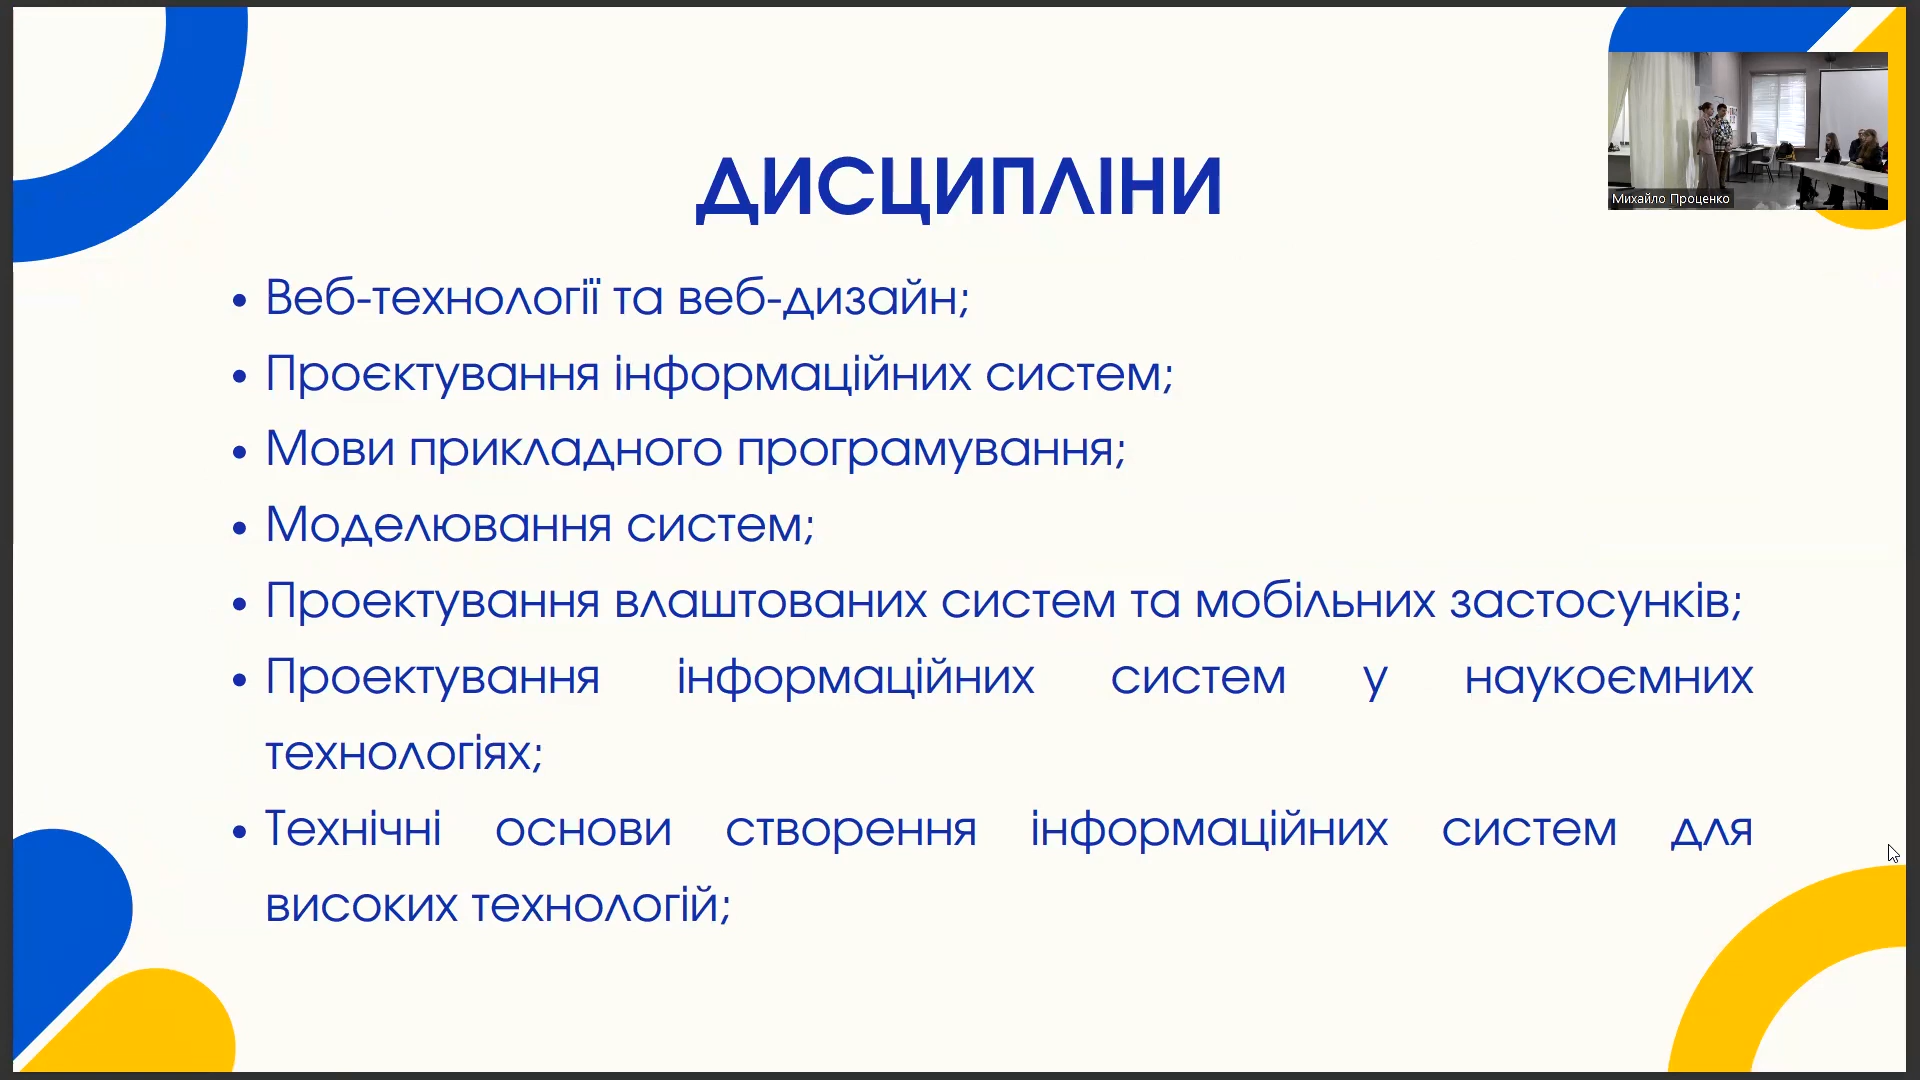 ДИСЦИПЛІНИ
Михайло Проценко
• Веб-технології та веб-дизайн;
• Проєктування інформаційних систем;
• Мови прикладного програмування;
• Моделювання систем;
• Проектування влаштованих систем та мобільних застосунків;
• Проектування інформаційних систем у наукоємних
технологіях;
• Технічні основи створення інформаційних систем для
високих технологій;